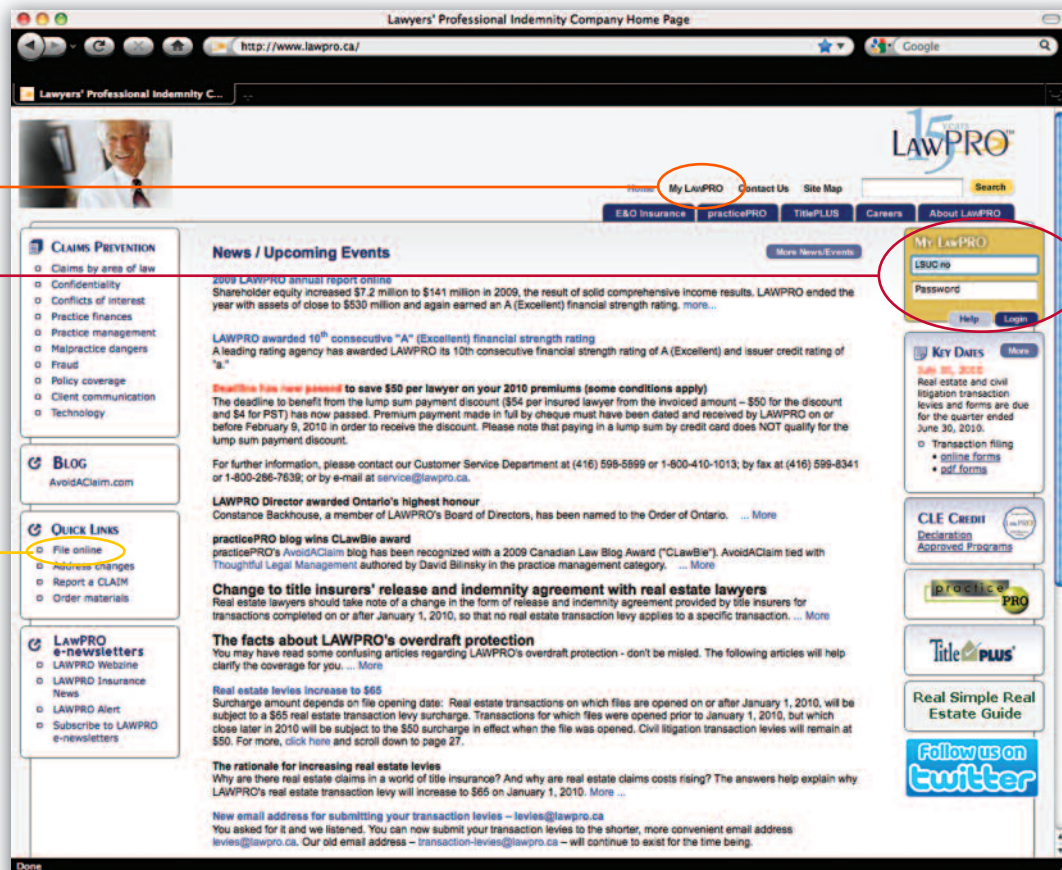 Lawyers' Professional Indemnity Company Home Page
http://www.lawpro.ca/
Google
Lawyers' Professional Indemnity C...
15 years
LAWPRO™
Home My LAWPRO Contact Us Site Map
Search
E&O Insurance practicePRO TitlePLUS Careers About LAWPRO
CLAIMS PREVENTION
Claims by area of law
Confidentiality
Conflicts of interest
Practice finances
Practice management
Malpractice dangers
Fraud
Policy coverage
Client communication
Technology
BLOG
AvoidAClaim.com
QUICK LINKS
File online
Address changes
Report a CLAIM
Order materials
LAWPRO
e-newsletters
LAWPRO Webzine
LAWPRO Insurance
News
LAWPRO Alert
Subscribe to LAWPRO
e-newsletters
News / Upcoming Events
More News/Events
2009 LAWPRO annual report online
Shareholder equity increased $7.2 million to $141 million in 2009, the result of solid comprehensive income results. LAWPRO ended the
year with assets of close to $530 million and again earned an A (Excellent) financial strength rating. more...
LAWPRO awarded 10th consecutive "A" (Excellent) financial strength rating
A leading rating agency has awarded LAWPRO its 10th consecutive financial strength rating of A (Excellent) and issuer credit rating of
"a."
Deadline has now passed to save $50 per lawyer on your 2010 premiums (some conditions apply)
The deadline to benefit from the lump sum payment discount ($54 per insured lawyer from the invoiced amount – $50 for the discount
and $4 for PST) has now passed. Premium payment made in full by cheque must have been dated and received by LAWPRO on or
before February 9, 2010 in order to receive the discount. Please note that paying in a lump sum by credit card does NOT qualify for the
lump sum payment discount.
For further information, please contact our Customer Service Department at (416) 598-5899 or 1-800-410-1013; by fax at (416) 599-8341
or 1-800-286-7639; or by e-mail at service@lawpro.ca.
LAWPRO Director awarded Ontario's highest honour
Constance Backhouse, a member of LAWPRO's Board of Directors, has been named to the Order of Ontario. ... More
practicePRO blog wins CLawBie award
practicePRO's AvoidAClaim blog has been recognized with a 2009 Canadian Law Blog Award ("CLawBie"). AvoidAClaim tied with
Thoughtful Legal Management authored by David Bilinsky in the practice management category. ... More
Change to title insurers' release and indemnity agreement with real estate lawyers
Real estate lawyers should take note of a change in the form of release and indemnity agreement provided by title insurers for
transactions completed on or after January 1, 2010, so that no real estate transaction levy applies to a specific transaction. ... More
The facts about LAWPRO's overdraft protection
You may have read some confusing articles regarding LAWPRO's overdraft protection - don't be misled. The following articles will help
clarify the coverage for you. ... More
Real estate levies increase to $65
Surcharge amount depends on file opening date: Real estate transactions on which files are opened on or after January 1, 2010, will be
subject to a $65 real estate transaction levy surcharge. Transactions for which files were opened prior to January 1, 2010, but which
close later in 2010 will be subject to the $50 surcharge in effect when the file was opened. Civil litigation transaction levies will remain at
$50. For more, click here and scroll down to page 27.
The rationale for increasing real estate levies
Why are there real estate claims in a world of title insurance? And why are real estate claims costs rising? The answers help explain why
LAWPRO's real estate transaction levy will increase to $65 on January 1, 2010. More ...
New email address for submitting your transaction levies – levies@lawpro.ca
You asked for it and we listened. You can now submit your transaction levies to the shorter, more convenient email address
levies@lawpro.ca. Our old email address – transaction-levies@lawpro.ca – will continue to exist for the time being.
MY LAWPRO
LSUC no
Password
Help Login
KEY DATES More
July 30, 2010
Real estate and civil
litigation transaction
levies and forms are due
for the quarter ended
June 30, 2010.
Transaction filing
online forms
pdf forms
CLE CREDIT
Declaration
Approved Programs
practice
PRO
Title PLUS
Real Simple Real
Estate Guide
Follow us on
twitter
Done